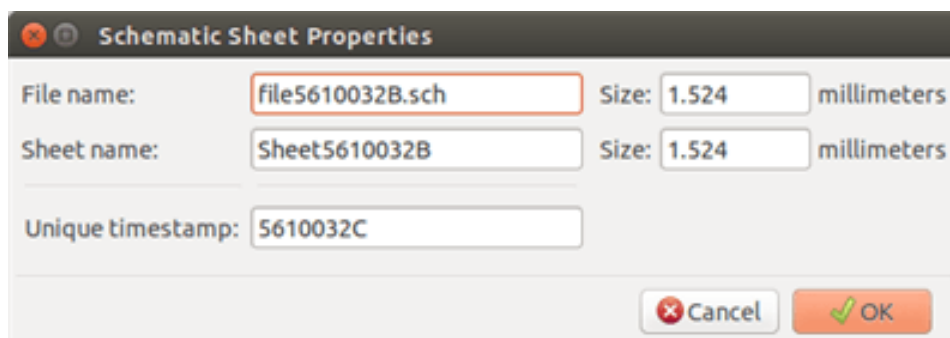 Schematic Sheet Properties
File name: file5610032B.sch Size: 1.524 millimeters
Sheet name: Sheet5610032B Size: 1.524 millimeters
Unique timestamp: 5610032C
Cancel OK